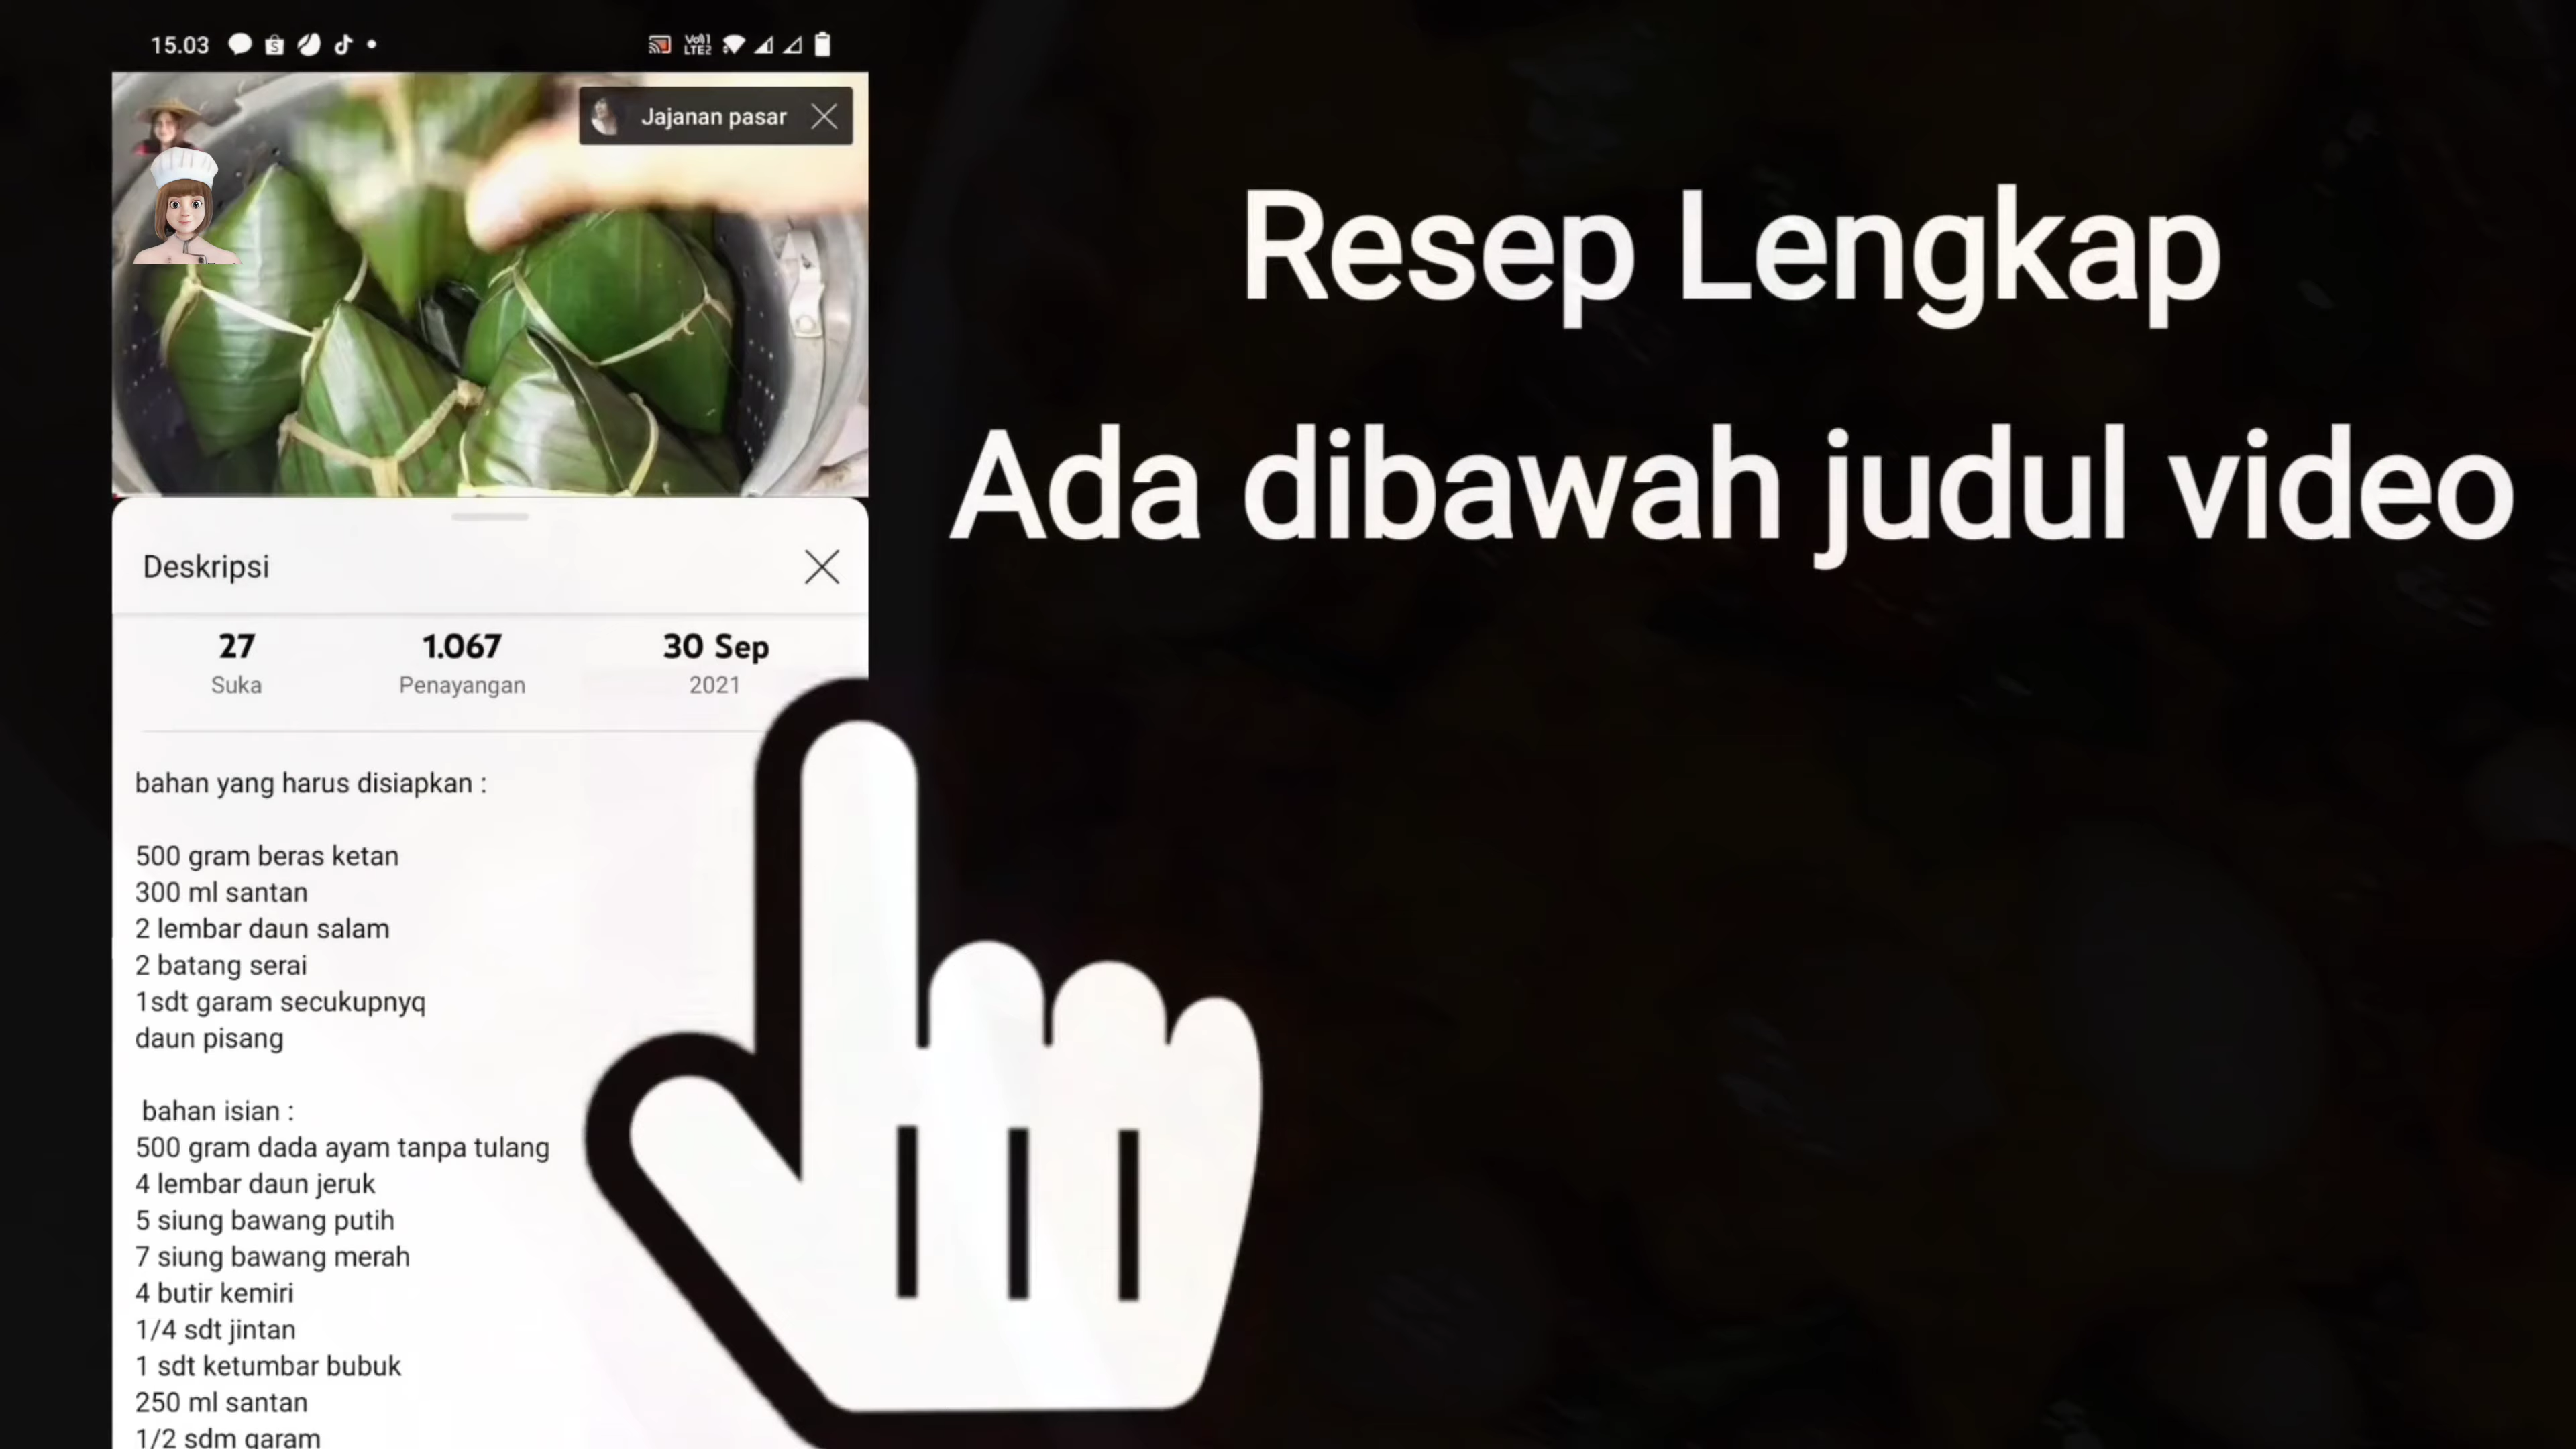 15.03
Vo)) 1
LTE2
Jajanan pasar
Resep Lengkap
Ada dibawah judul video
Deskripsi
27
Suka
1.067
Penayangan
30 Sep
2021
bahan yang harus disiapkan :
500 gram beras ketan
300 ml santan
2 lembar daun salam
2 batang serai
1sdt garam secukupnyq
daun pisang
bahan isian :
500 gram dada ayam tanpa tulang
4 lembar daun jeruk
5 siung bawang putih
7 siung bawang merah
4 butir kemiri
1/4 sdt jintan
1 sdt ketumbar bubuk
250 ml santan
1/2 sdm garam